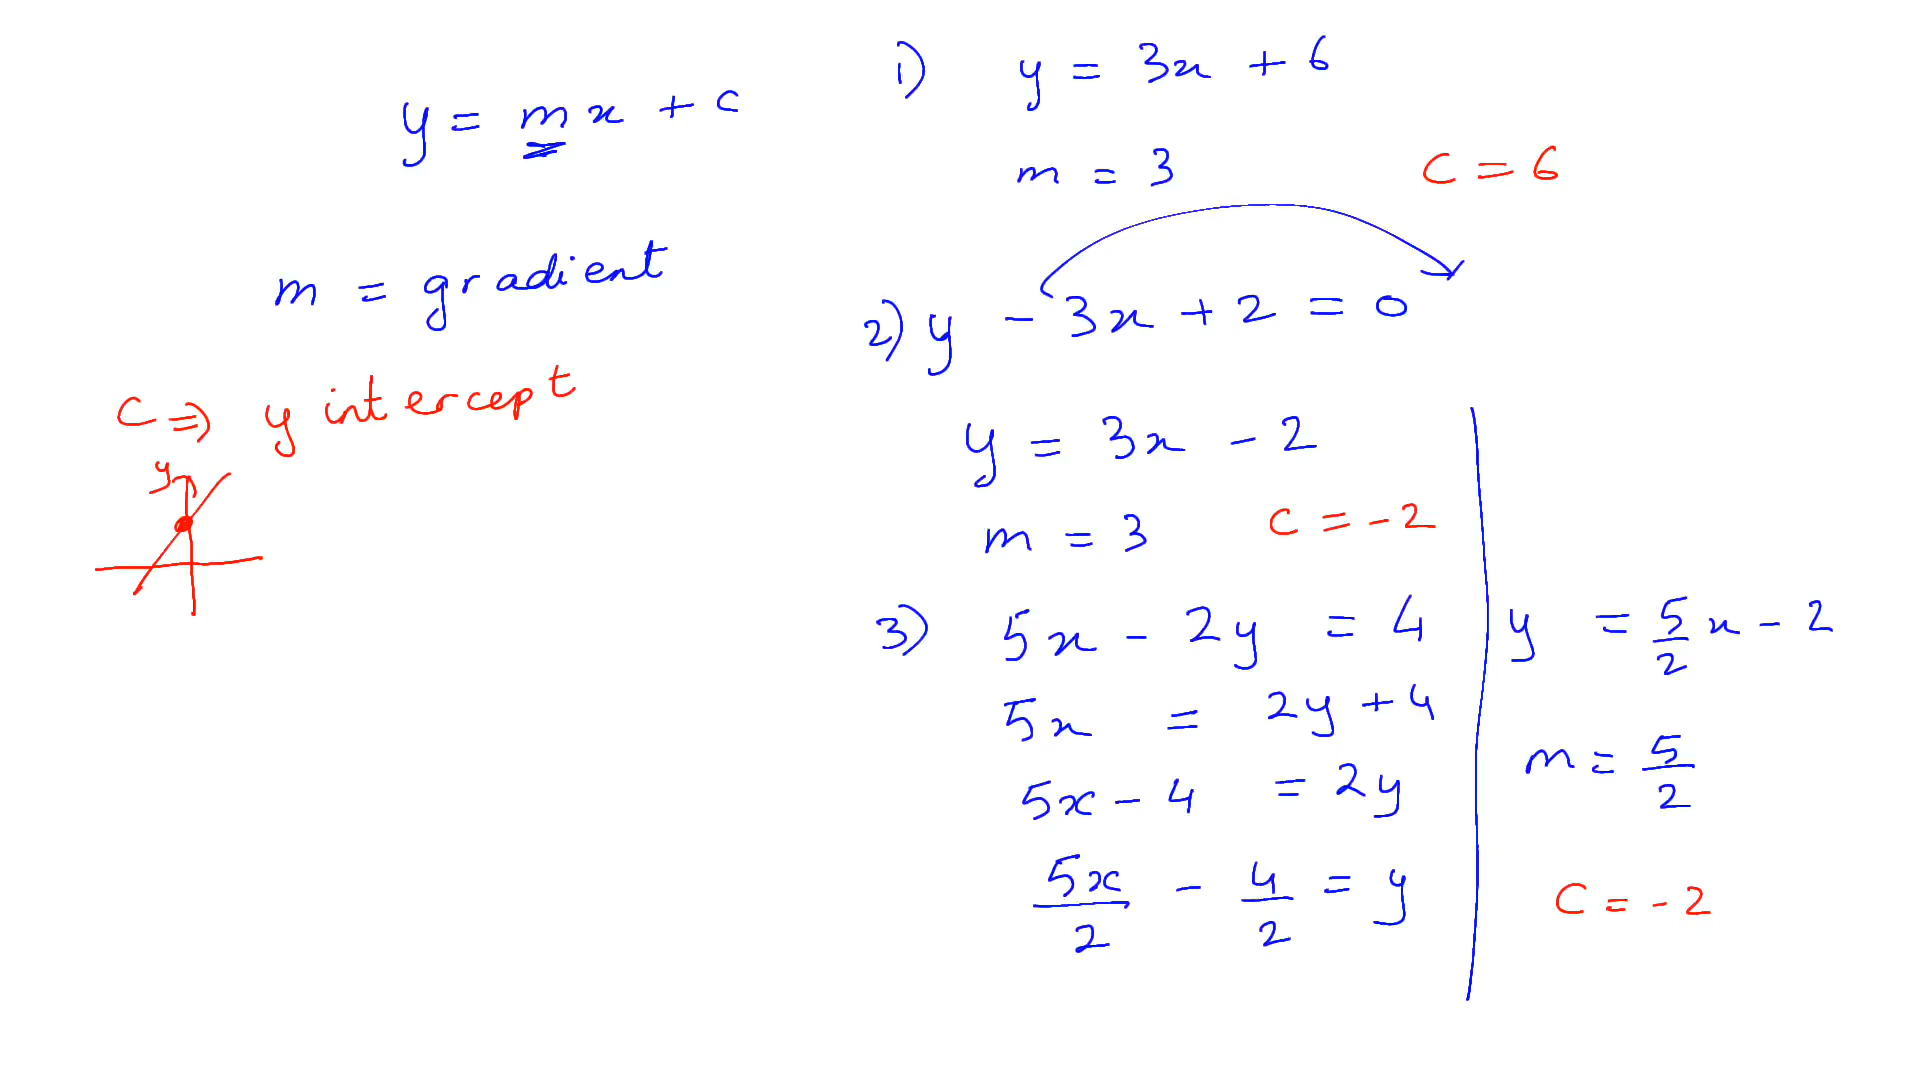 y = mx + c
m = gradient
c ⇒ y intercept
y
1) y = 3x + 6
m = 3 c = 6
2) y - 3x + 2 = 0
y = 3x - 2
m = 3 c = -2
3) 5x - 2y = 4
5x = 2y + 4
5x - 4 = 2y
5x/2 - 4/2 = y
y = 5/2 x - 2
m = 5/2
c = -2